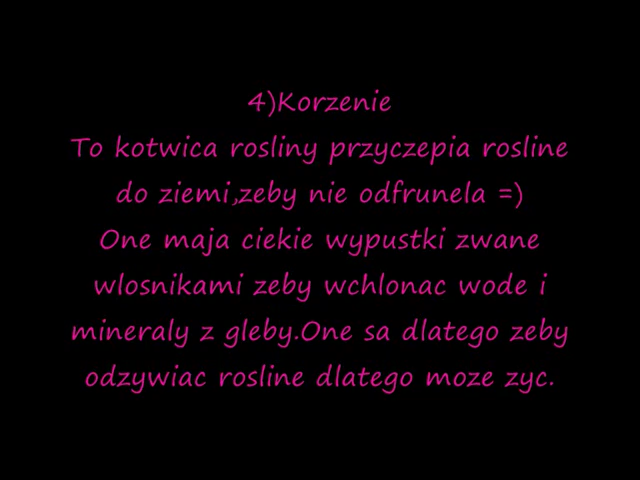 4)Korzenie
To kotwica rosliny przyczepia rosline
do ziemi,zeby nie odfrunela =)
One maja ciekie wypustki zwane
wlosnikami zeby wchlonac wode i
mineraly z gleby.One sa dlatego zeby
odzywiac rosline dlatego moze zyc.